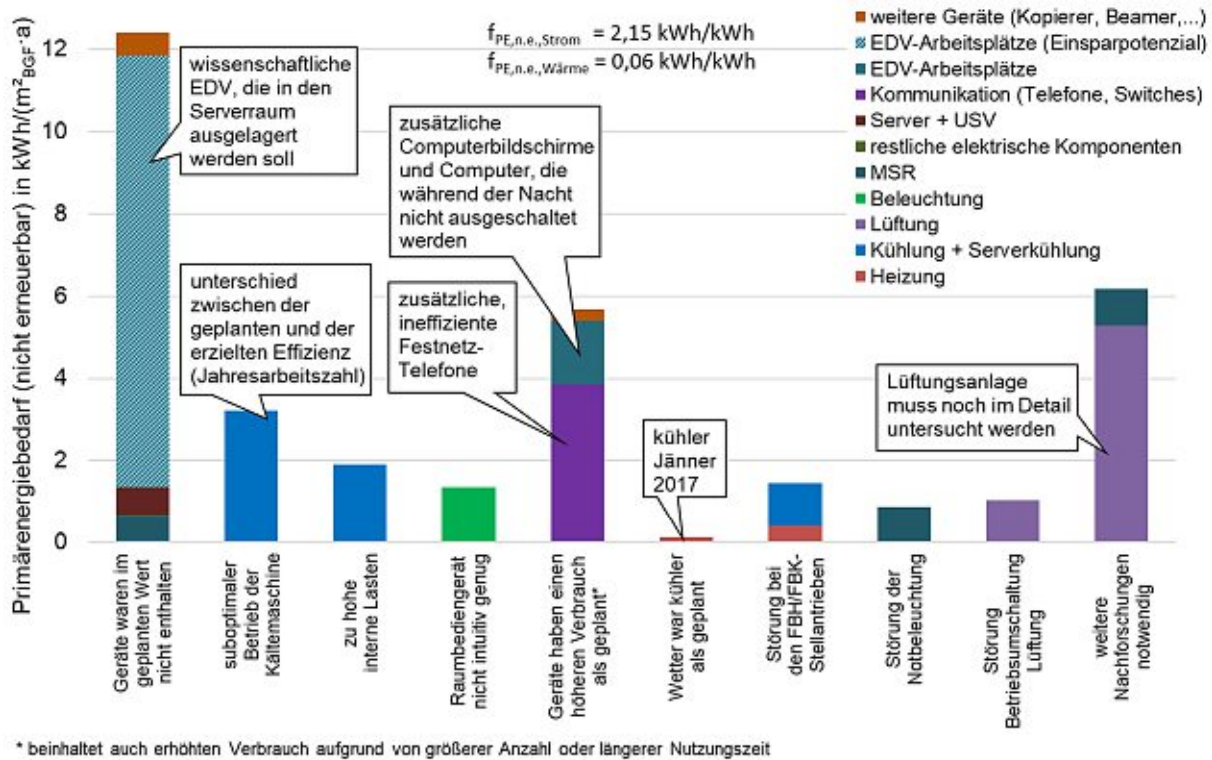 Primärenergiebedarf (nicht erneuerbar) in kWh/(m²BGF·a)
12
10
8
6
4
2
0
fPE,n.e.,Strom = 2,15 kWh/kWh
fPE,n.e.,Wärme = 0,06 kWh/kWh
weitere Geräte (Kopierer, Beamer,...)
EDV-Arbeitsplätze (Einsparpotenzial)
EDV-Arbeitsplätze
Kommunikation (Telefone, Switches)
Server + USV
restliche elektrische Komponenten
MSR
Beleuchtung
Lüftung
Kühlung + Serverkühlung
Heizung
wissenschaftliche
EDV, die in den
Serverraum
ausgelagert
werden soll
unterschied
zwischen der
geplanten und der
erzielten Effizienz
(Jahresarbeitszahl)
zusätzliche
Computerbildschirme
und Computer, die
während der Nacht
nicht ausgeschaltet
werden
zusätzliche,
ineffiziente
Festnetz-
Telefone
kühler
Jänner
2017
Lüftungsanlage
muss noch im Detail
untersucht werden
Geräte waren im
geplanten Wert
nicht enthalten
suboptimaler
Betrieb der
Kältemaschine
zu hohe
interne Lasten
Raumbediengerät
nicht intuitiv genug
Geräte haben einen
höheren Verbrauch
als geplant*
Wetter war kühler
als geplant
Störung bei
den FBH/FBK-
Stellantrieben
Störung der
Notbeleuchtung
Störung
Betriebsumschaltung
Lüftung
weitere
Nachforschungen
notwendig
* beinhaltet auch erhöhten Verbrauch aufgrund von größerer Anzahl oder längerer Nutzungszeit